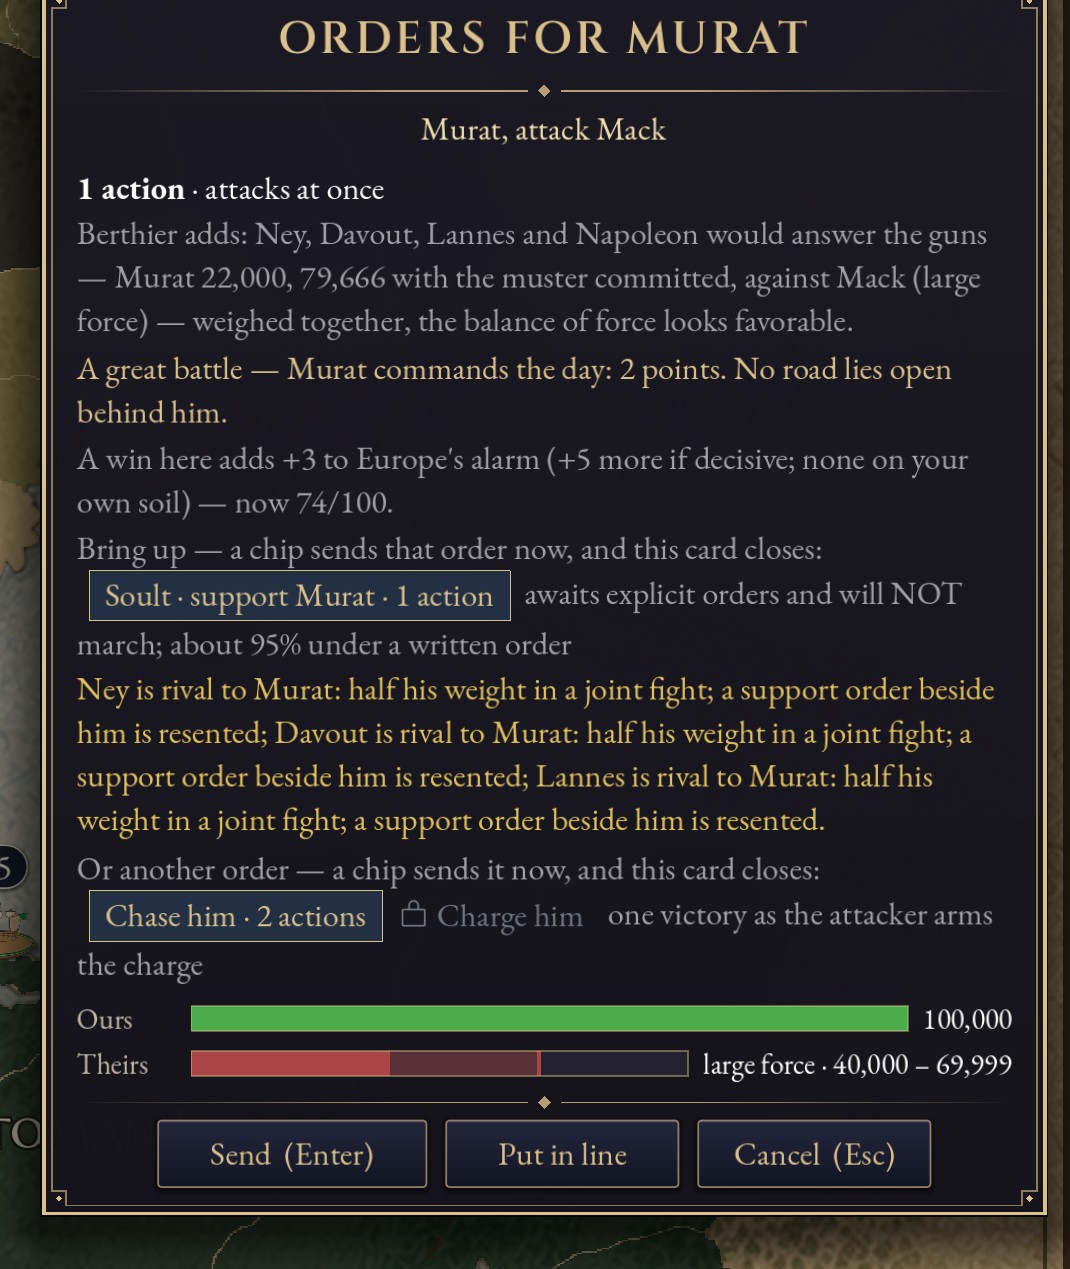 ORDERS FOR MURAT
Murat, attack Mack
1 action · attacks at once
Berthier adds: Ney, Davout, Lannes and Napoleon would answer the guns
— Murat 22,000, 79,666 with the muster committed, against Mack (large
force) — weighed together, the balance of force looks favorable.
A great battle — Murat commands the day: 2 points. No road lies open
behind him.
A win here adds +3 to Europe's alarm (+5 more if decisive; none on your
own soil) — now 74/100.
Bring up — a chip sends that order now, and this card closes:
Soult · support Murat · 1 action awaits explicit orders and will NOT
march; about 95% under a written order
Ney is rival to Murat: half his weight in a joint fight; a support order beside
him is resented; Davout is rival to Murat: half his weight in a joint fight; a
support order beside him is resented; Lannes is rival to Murat: half his
weight in a joint fight; a support order beside him is resented.
5
Or another order — a chip sends it now, and this card closes:
Chase him · 2 actions Charge him one victory as the attacker arms
the charge
Ours 100,000
Theirs large force · 40,000 – 69,999
TO
Send (Enter) Put in line Cancel (Esc)